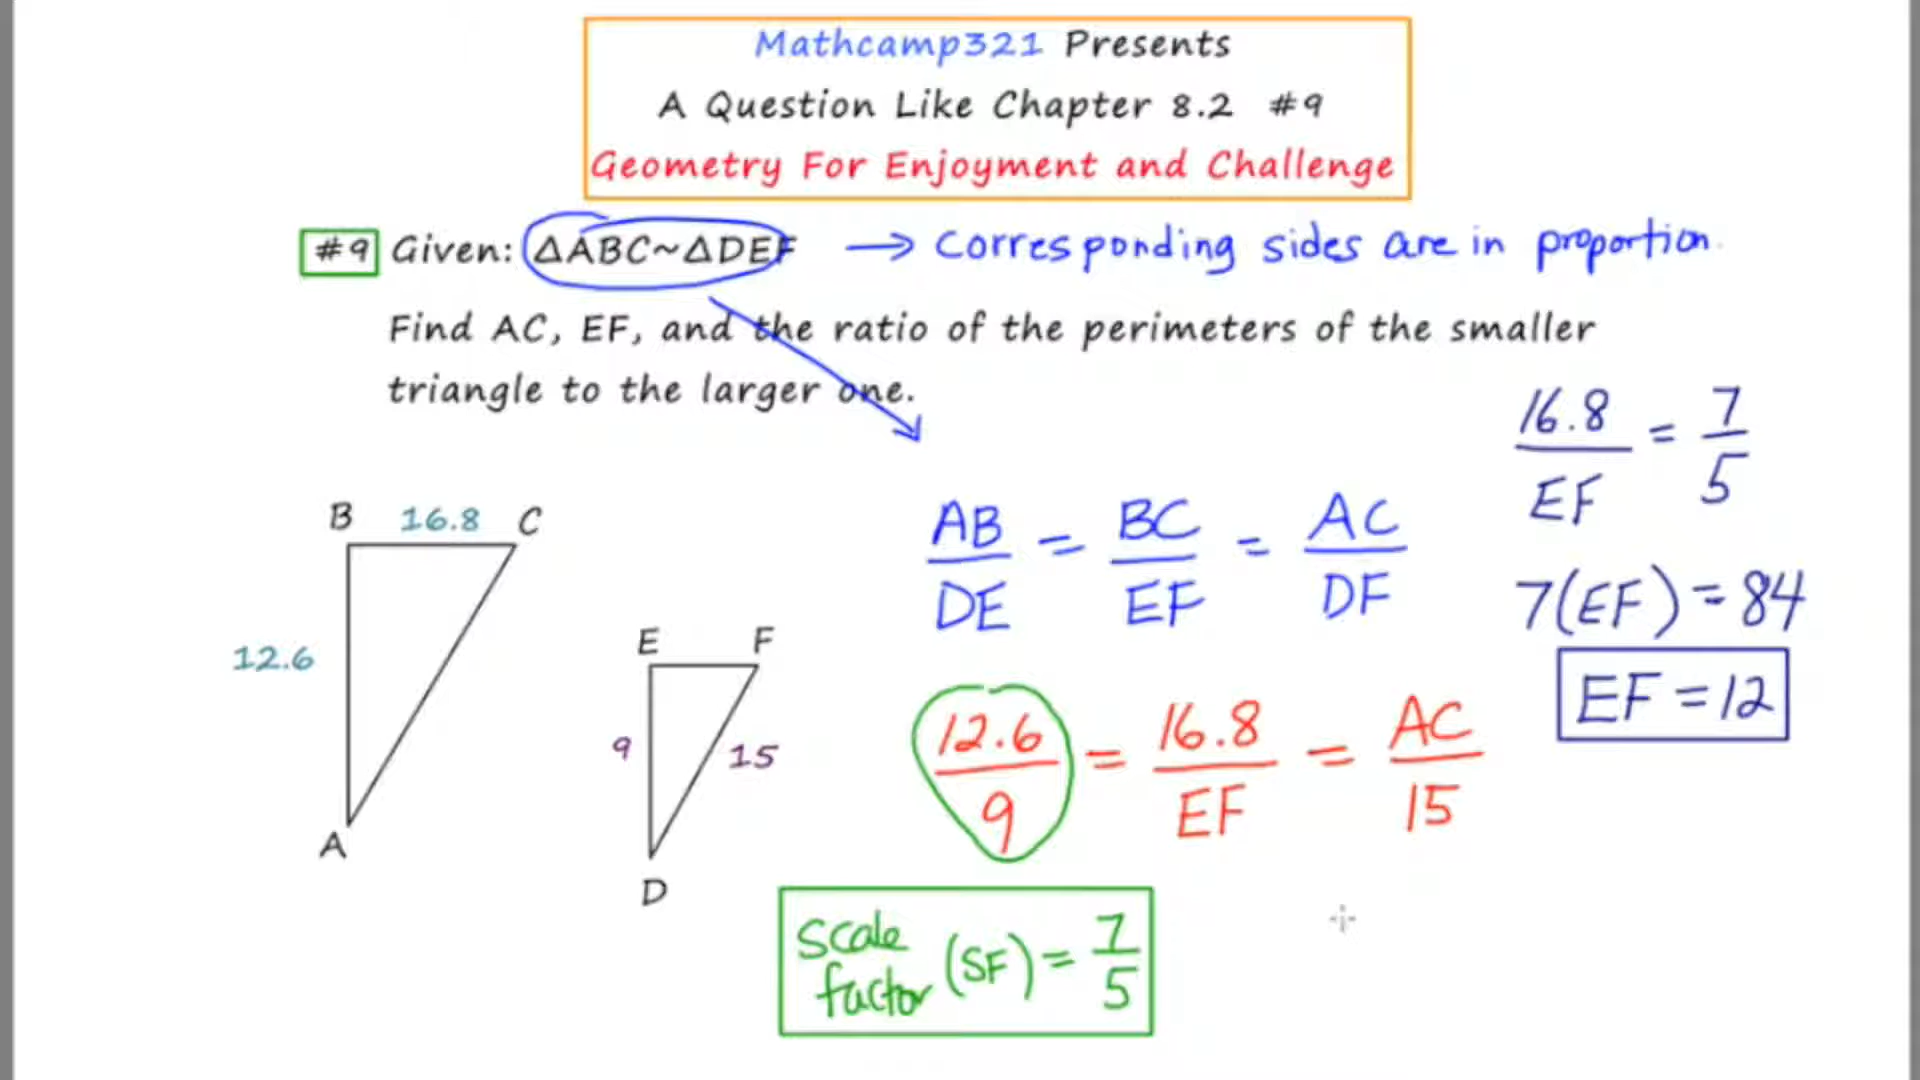 Mathcamp321 Presents
A Question Like Chapter 8.2 #9
Geometry For Enjoyment and Challenge
#9 Given: ΔABC~ΔDEF → Corresponding sides are in proportion.
Find AC, EF, and the ratio of the perimeters of the smaller
triangle to the larger one.
16.8/EF = 7/5
7(EF) = 84
EF = 12
B 16.8 C
12.6
A
E F
9 15
D
AB/DE = BC/EF = AC/DF
12.6/9 = 16.8/EF = AC/15
Scale factor (SF) = 7/5